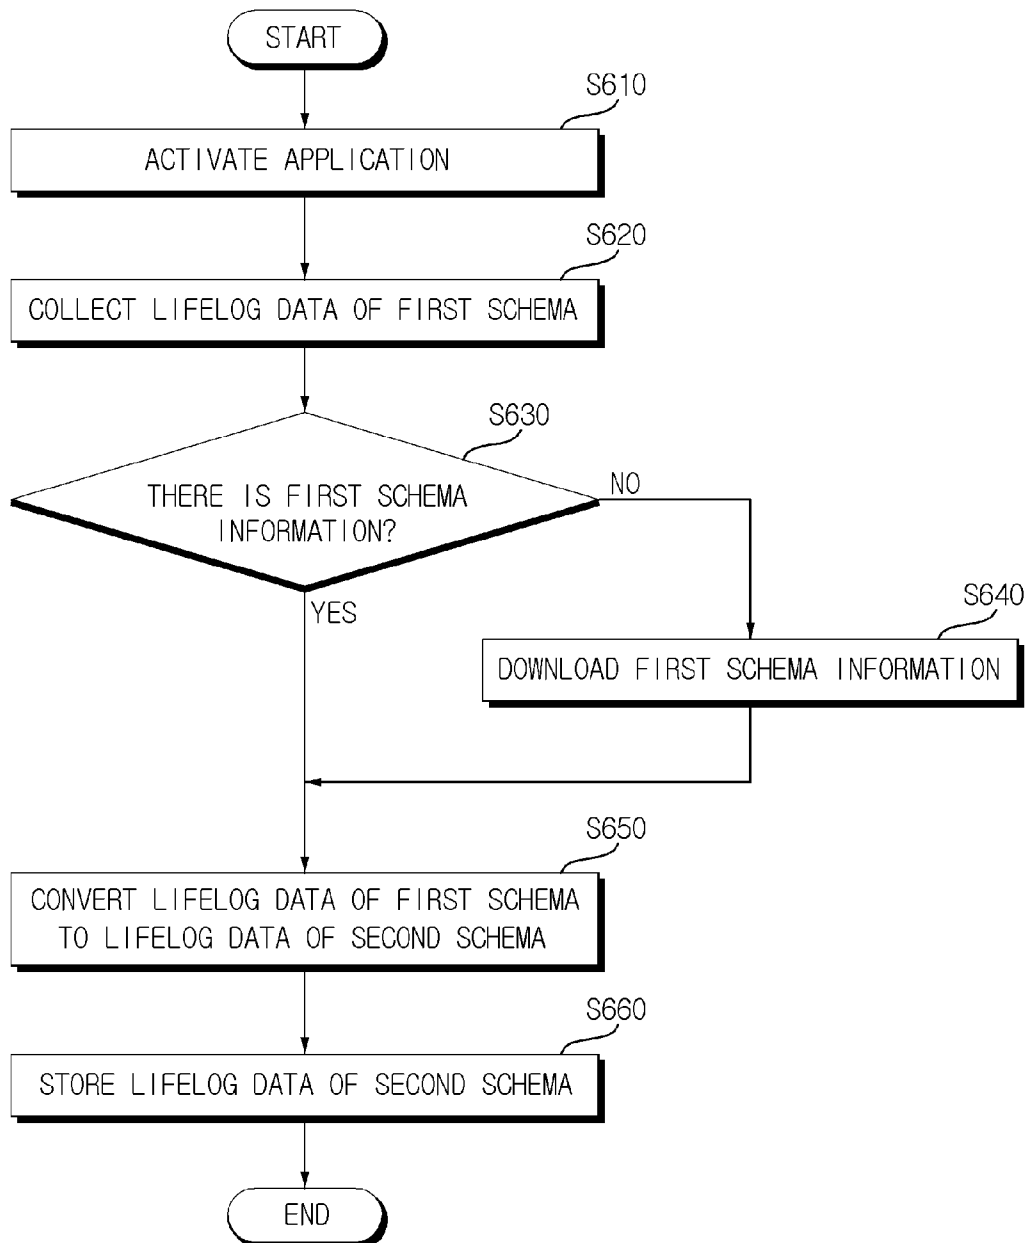 START
S610
ACTIVATE APPLICATION
S620
COLLECT LIFELOG DATA OF FIRST SCHEMA
S630
THERE IS FIRST SCHEMA
INFORMATION?
NO
YES
S640
DOWNLOAD FIRST SCHEMA INFORMATION
S650
CONVERT LIFELOG DATA OF FIRST SCHEMA
TO LIFELOG DATA OF SECOND SCHEMA
S660
STORE LIFELOG DATA OF SECOND SCHEMA
END